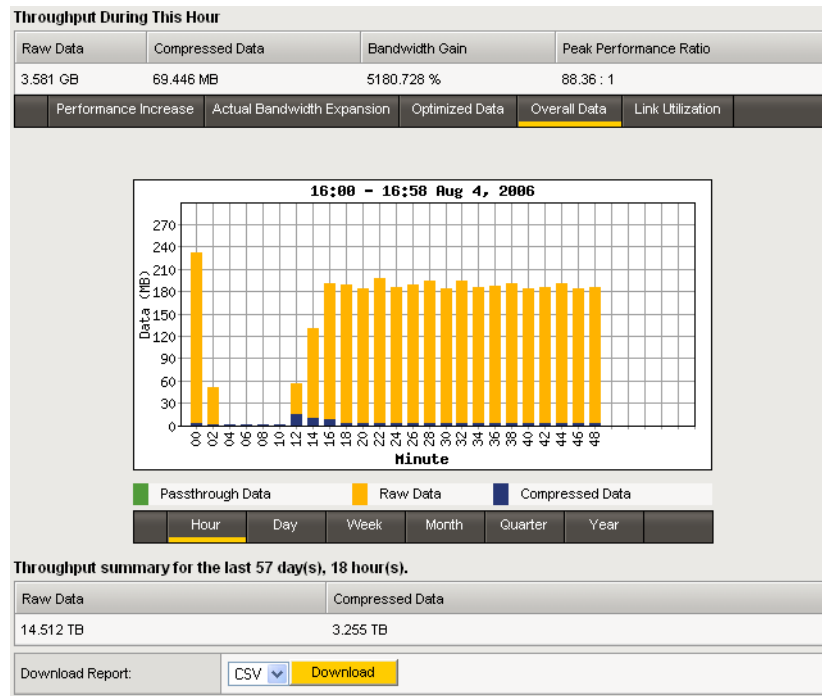 Throughput During This Hour
Raw Data Compressed Data Bandwidth Gain Peak Performance Ratio
3.581 GB 69.446 MB 5180.728 % 88.36 : 1
Performance Increase Actual Bandwidth Expansion Optimized Data Overall Data Link Utilization
16:00 - 16:58 Aug 4, 2006
270
240
210
180
150
120
90
60
30
0
Data (MB)
00 02 04 06 08 10 12 14 16 18 20 22 24 26 28 30 32 34 36 38 40 42 44 46 48
Minute
Passthrough Data Raw Data Compressed Data
Hour Day Week Month Quarter Year
Throughput summary for the last 57 day(s), 18 hour(s).
Raw Data Compressed Data
14.512 TB 3.255 TB
Download Report: CSV Download